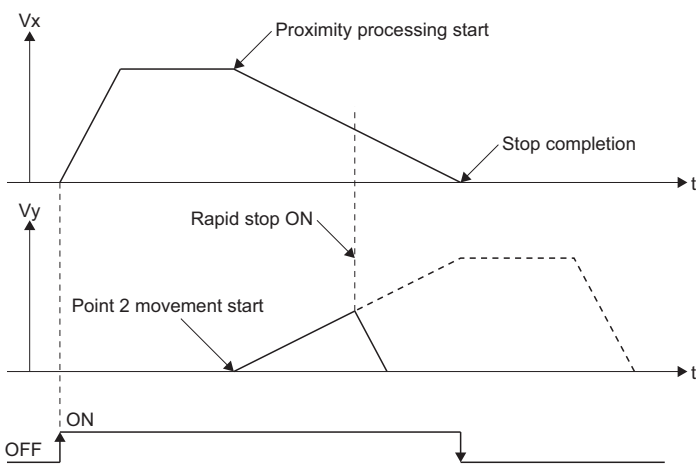 Vx
Proximity processing start
Stop completion
t
Vy
Rapid stop ON
Point 2 movement start
t
ON
OFF